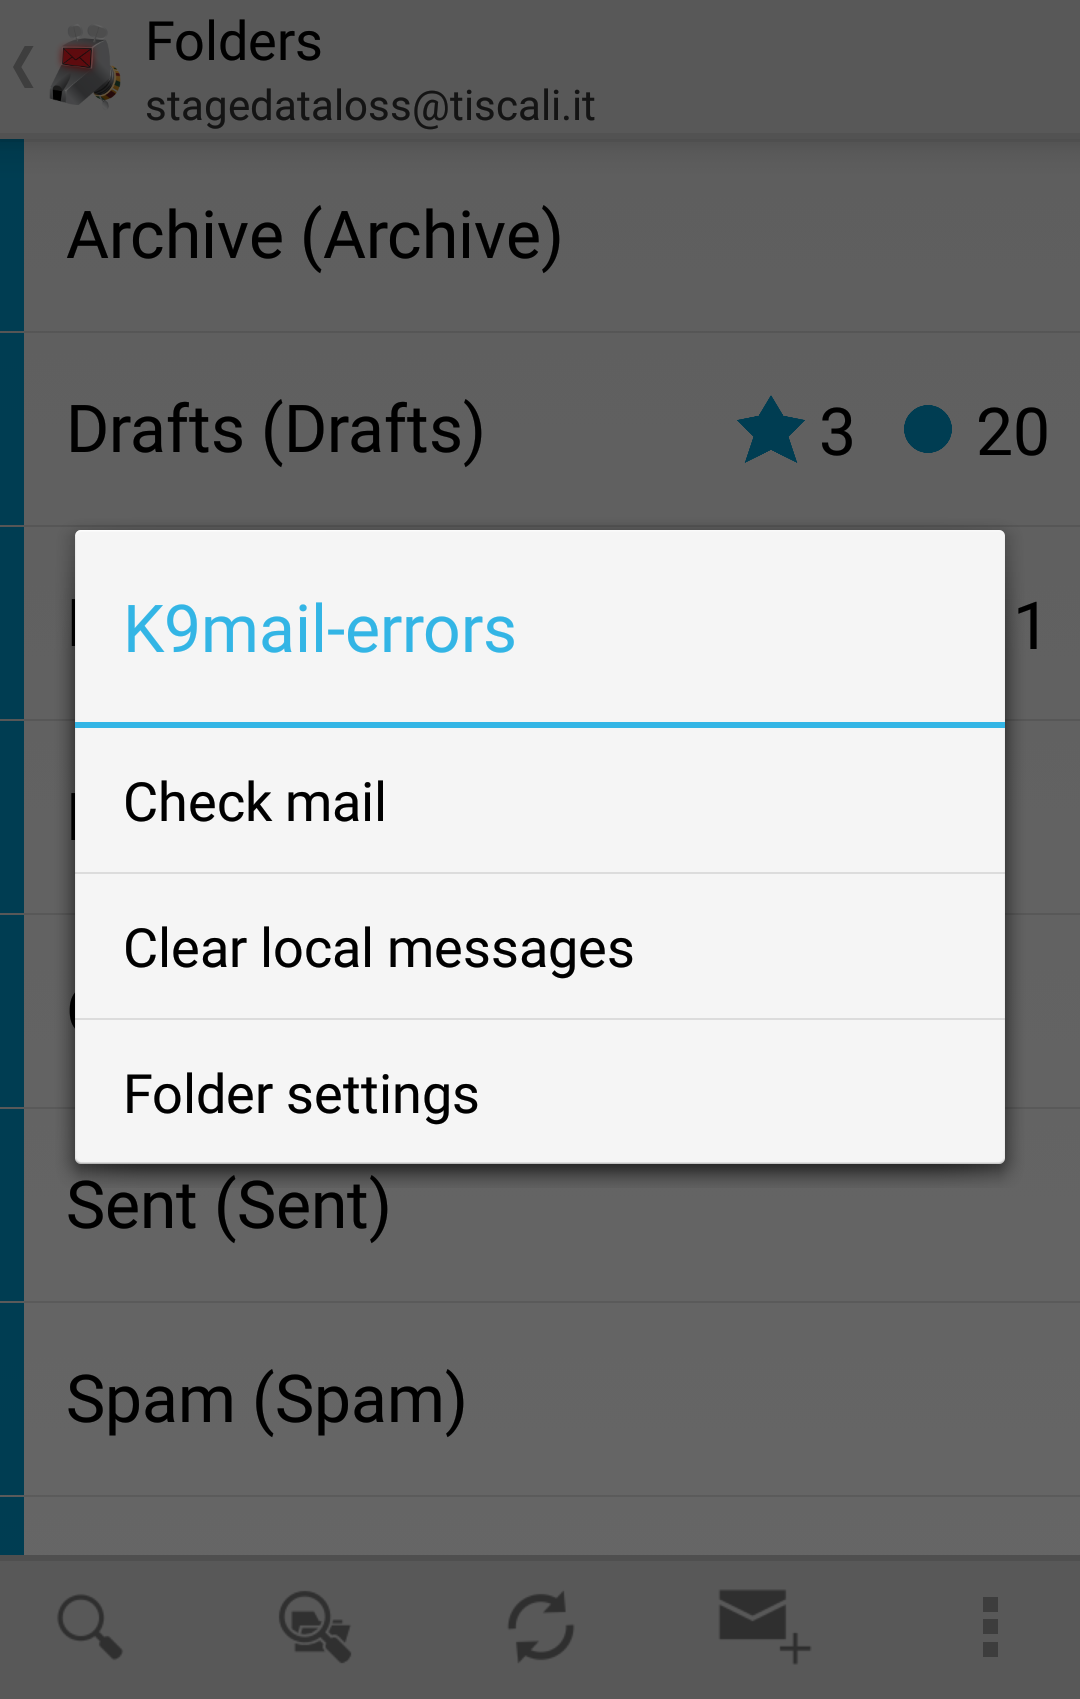 Folders
stagedataloss@tiscali.it
Archive (Archive)
Drafts (Drafts) 3 20
1
K9mail-errors
Check mail
Clear local messages
Folder settings
Sent (Sent)
Spam (Spam)